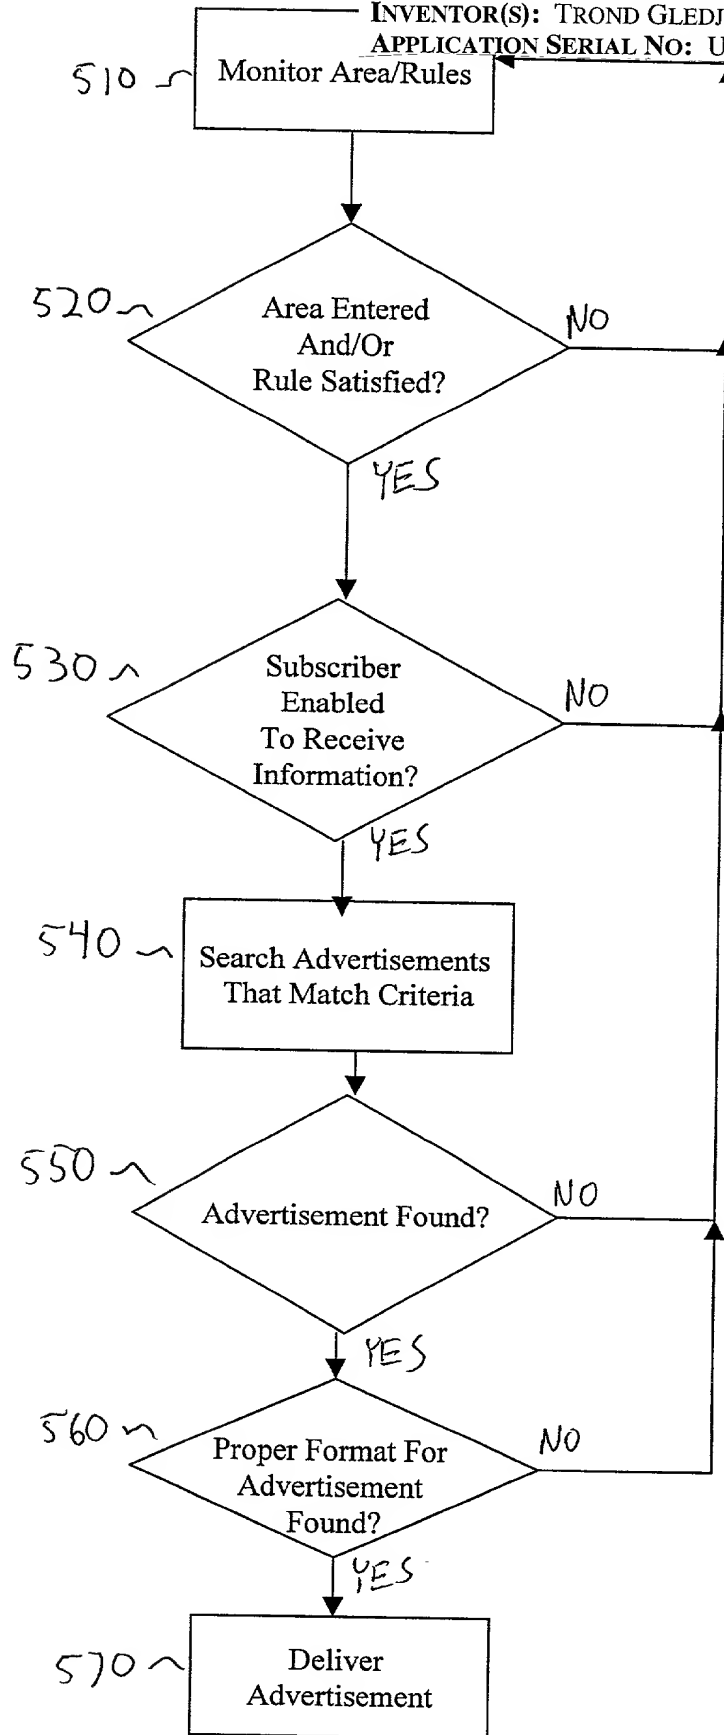 INVENTOR(S): TROND GLEDJ
APPLICATION SERIAL NO: U
510
Monitor Area/Rules
520
Area Entered
And/Or
Rule Satisfied?
NO
YES
530
Subscriber
Enabled
To Receive
Information?
NO
YES
540
Search Advertisements
That Match Criteria
550
Advertisement Found?
NO
YES
560
Proper Format For
Advertisement
Found?
NO
YES
570
Deliver
Advertisement